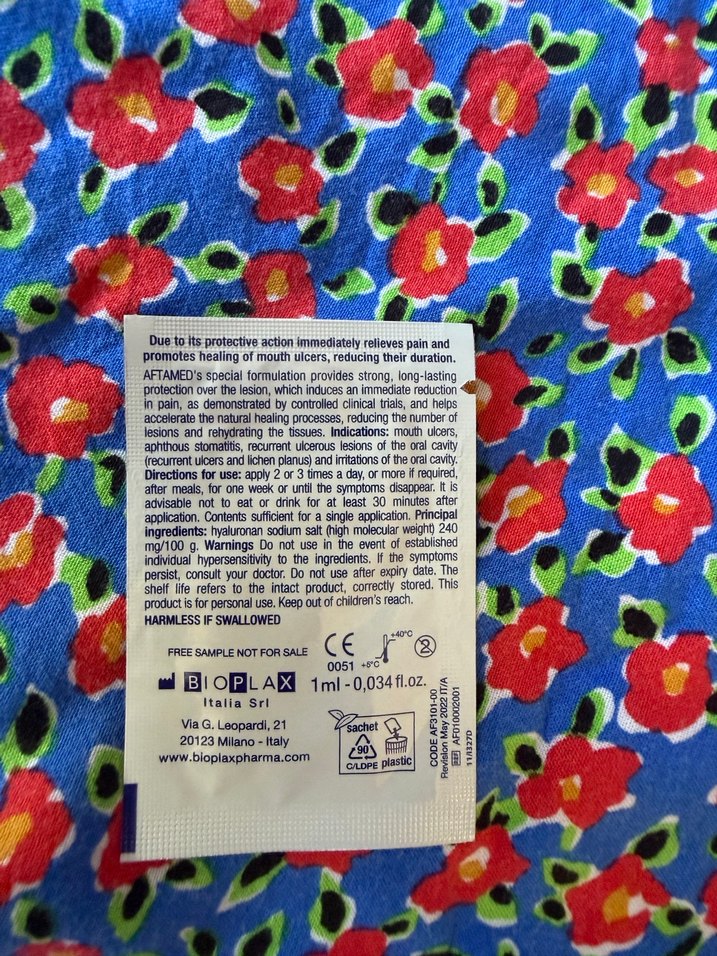 Due to its protective action immediately relieves pain and
promotes healing of mouth ulcers, reducing their duration.
AFTAMED's special formulation provides strong, long-lasting
protection over the lesion, which induces an immediate reduction
in pain, as demonstrated by controlled clinical trials, and helps
accelerate the natural healing processes, reducing the number of
lesions and rehydrating the tissues. Indications: mouth ulcers,
aphthous stomatitis, recurrent ulcerous lesions of the oral cavity
(recurrent ulcers and lichen planus) and irritations of the oral cavity.
Directions for use: apply 2 or 3 times a day, or more if required,
after meals, for one week or until the symptoms disappear. It is
advisable not to eat or drink for at least 30 minutes after
application. Contents sufficient for a single application. Principal
ingredients: hyaluronan sodium salt (high molecular weight) 240
mg/100 g. Warnings Do not use in the event of established
individual hypersensitivity to the ingredients. If the symptoms
persist, consult your doctor. Do not use after expiry date. The
shelf life refers to the intact product, correctly stored. This
product is for personal use. Keep out of children's reach.
HARMLESS IF SWALLOWED
FREE SAMPLE NOT FOR SALE
CE
0051
+5°C
+40°C
2
BIOPLAX
Italia Srl
1ml - 0,034 fl.oz.
Via G. Leopardi, 21
20123 Milano - Italy
www.bioplaxpharma.com
sachet
90
C/LDPE plastic
CODE AF3101-00
Revision May 2022 IT/A
REF AF010002001
11/I327D